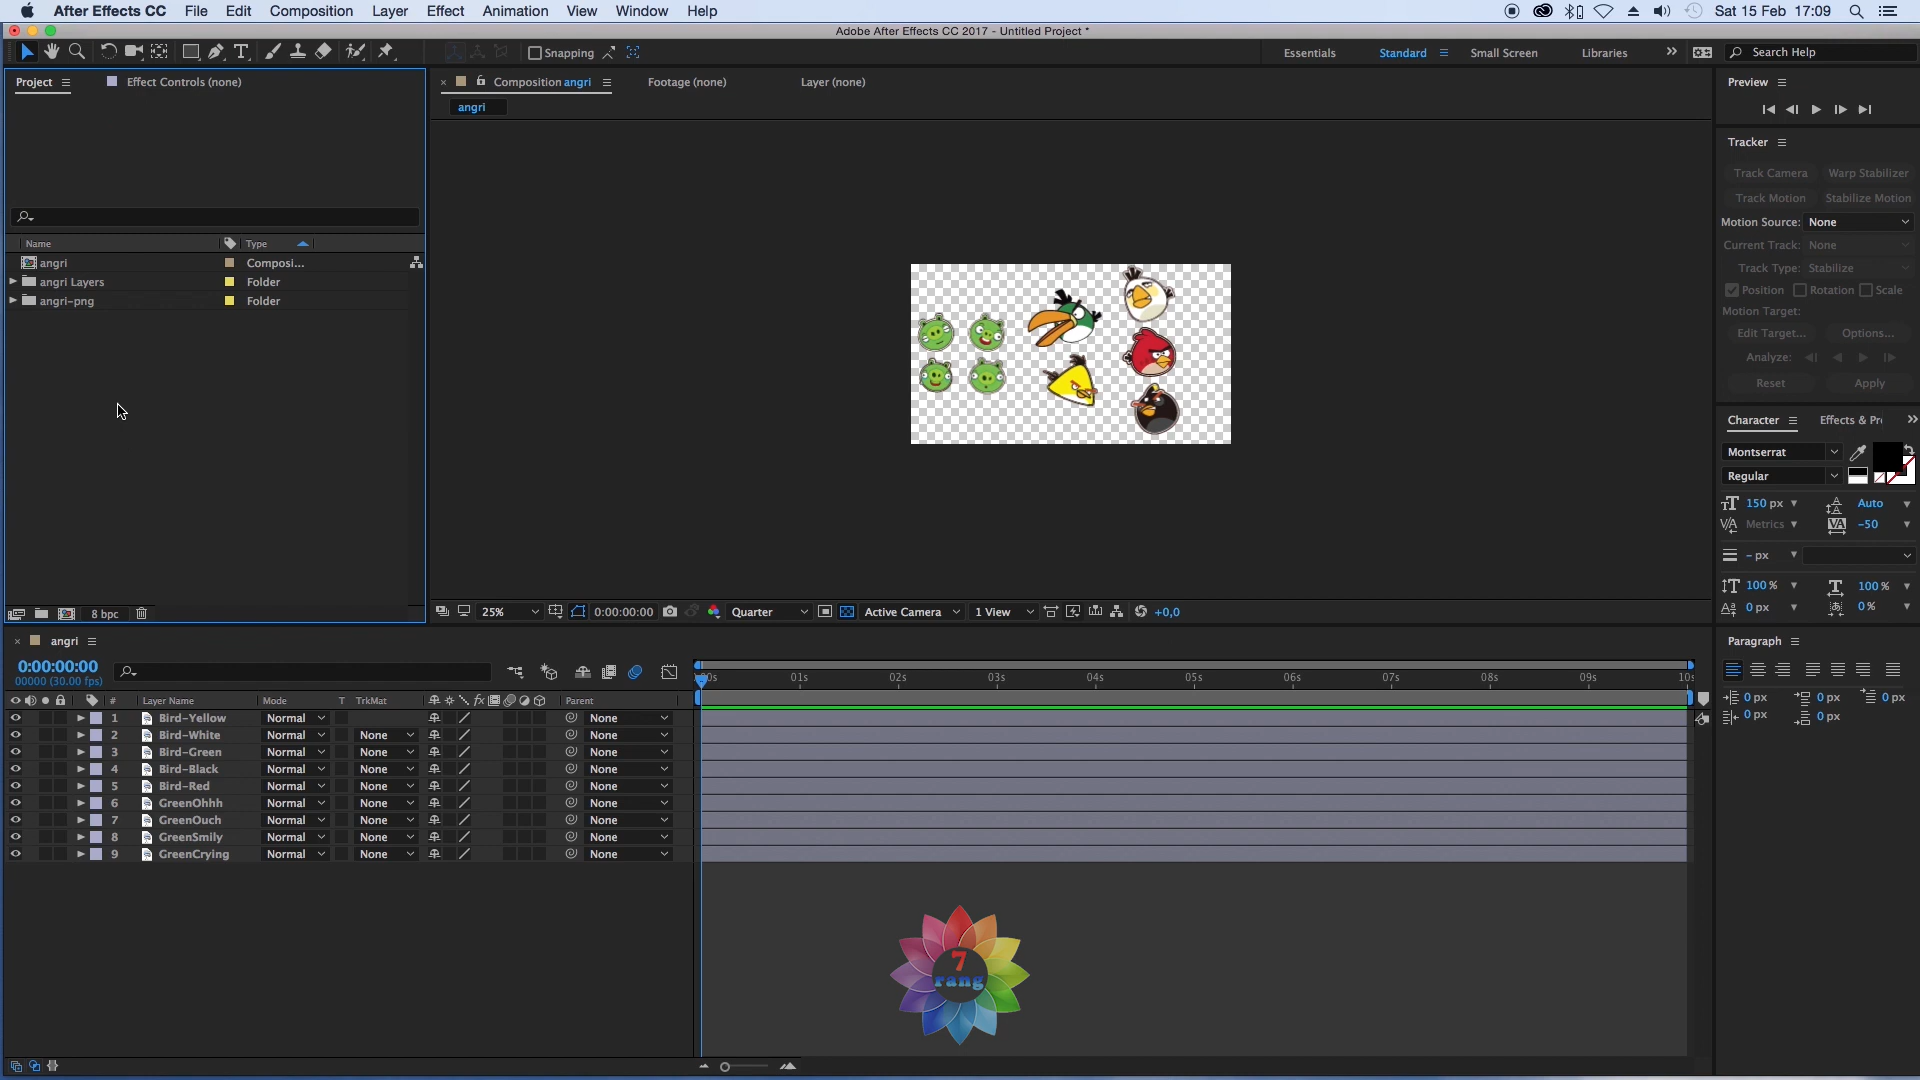 After Effects CC File Edit Composition Layer Effect Animation View Window Help Sat 15 Feb 17:09
Adobe After Effects CC 2017 - Untitled Project *
Snapping Essentials Standard Small Screen Libraries Search Help
Project Effect Controls (none)
Composition angri Footage (none) Layer (none)
angri
Name Type
angri Composi...
angri Layers Folder
angri-png Folder
8 bpc
25% 0:00:00:00 Quarter Active Camera 1 View +0,0
Preview
Tracker
Track Camera Warp Stabilizer
Track Motion Stabilize Motion
Motion Source: None
Current Track: None
Track Type: Stabilize
Position Rotation Scale
Motion Target:
Edit Target... Options...
Analyze:
Reset Apply
Character Effects & Pr
Montserrat
Regular
150 px Auto
Metrics -50
- px
100 % 100 %
0 px 0 %
Paragraph
0 px 0 px 0 px
0 px 0 px
angri
0:00:00:00
00000 (30.00 fps)
# Layer Name Mode T TrkMat Parent
1 Bird-Yellow Normal None
2 Bird-White Normal None None
3 Bird-Green Normal None None
4 Bird-Black Normal None None
5 Bird-Red Normal None None
6 GreenOhhh Normal None None
7 GreenOuch Normal None None
8 GreenSmily Normal None None
9 GreenCrying Normal None None
01s 02s 03s 04s 05s 06s 07s 08s 09s
7
rang